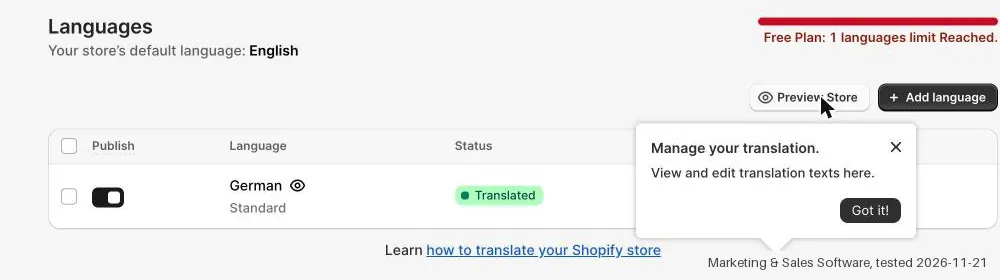 Languages
Your store's default language: English
Free Plan: 1 languages limit Reached.
Preview Store
+ Add language
Publish
Language
Status
Manage your translation.
View and edit translation texts here.
Got it!
German
Standard
Translated
Learn how to translate your Shopify store
Marketing & Sales Software, tested 2026-11-21